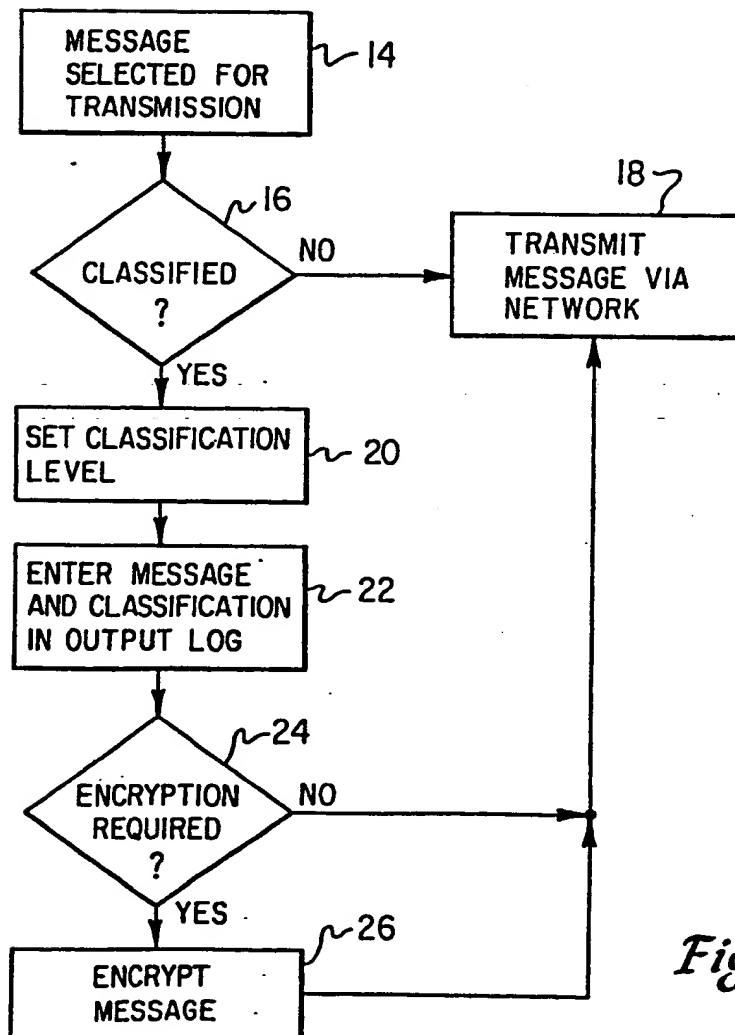 MESSAGE
SELECTED FOR
TRANSMISSION
14
16
CLASSIFIED
?
NO
YES
18
TRANSMIT
MESSAGE VIA
NETWORK
SET CLASSIFICATION
LEVEL
20
ENTER MESSAGE
AND CLASSIFICATION
IN OUTPUT LOG
22
24
ENCRYPTION
REQUIRED
?
NO
YES
26
ENCRYPT
MESSAGE
Fig